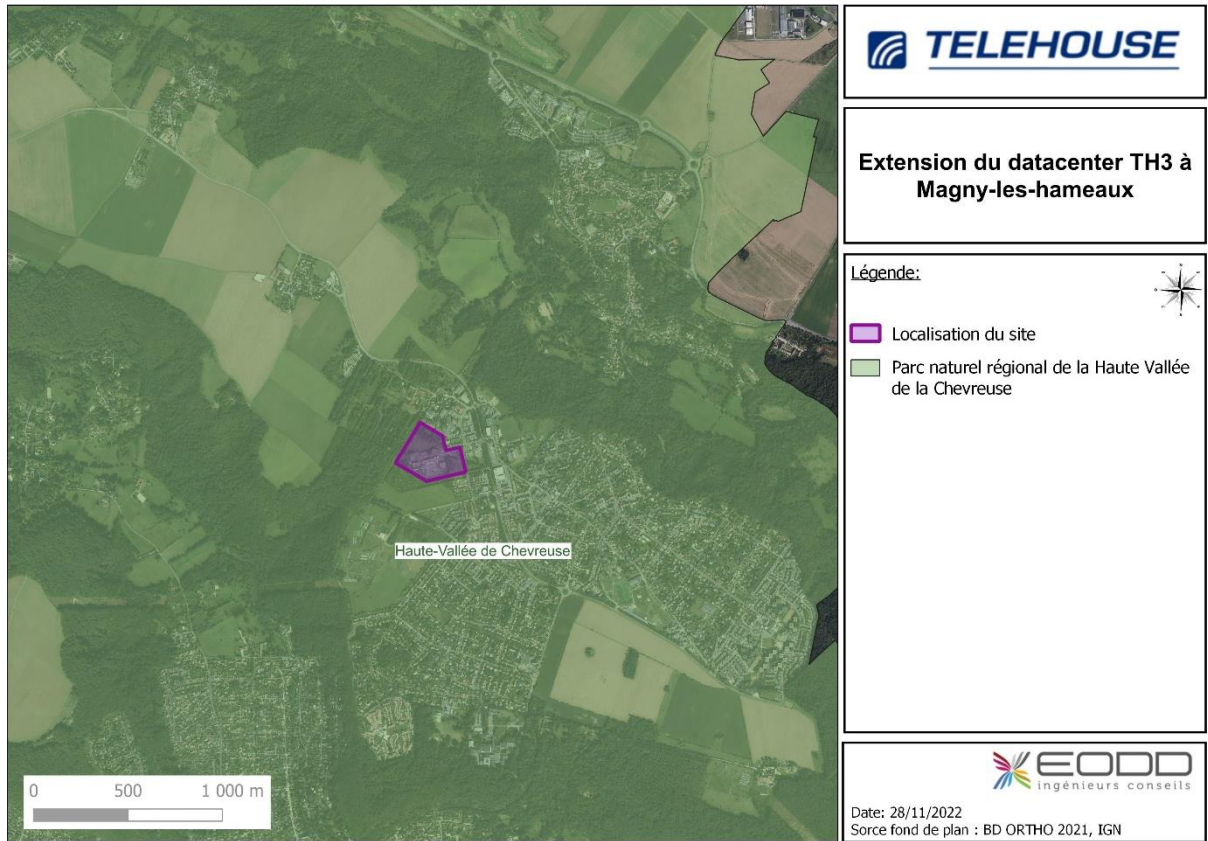 TELEHOUSE
Extension du datacenter TH3 à
Magny-les-hameaux
Légende:
Localisation du site
Parc naturel régional de la Haute Vallée
de la Chevreuse
Haute-Vallée de Chevreuse
0 500 1 000 m
EODD
ingénieurs conseils
Date: 28/11/2022
Sorce fond de plan : BD ORTHO 2021, IGN